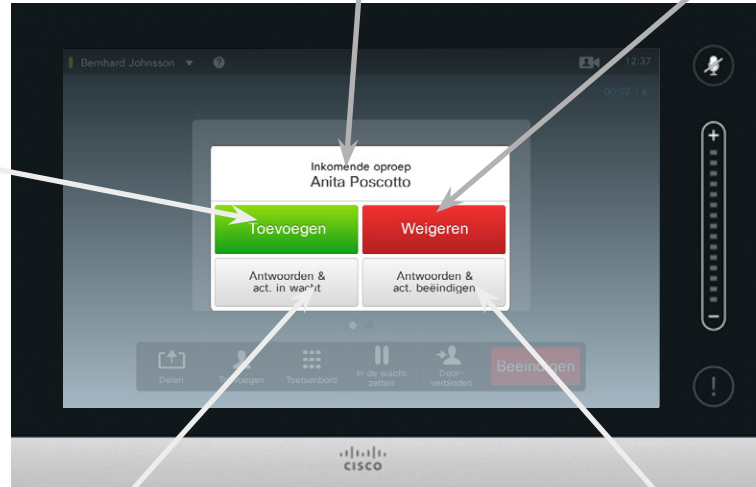 Bernhard Johnsson ▼ ?
12:37
00:07
Inkomende oproep
Anita Poscotto
Toevoegen
Weigeren
Antwoorden &
act. in wacht
Antwoorden &
act. beëindigen
Delen
Toevoegen
Toetsenbord
In de wacht
zetten
Door-
verbinden
Beëindigen
+
−
!
CISCO